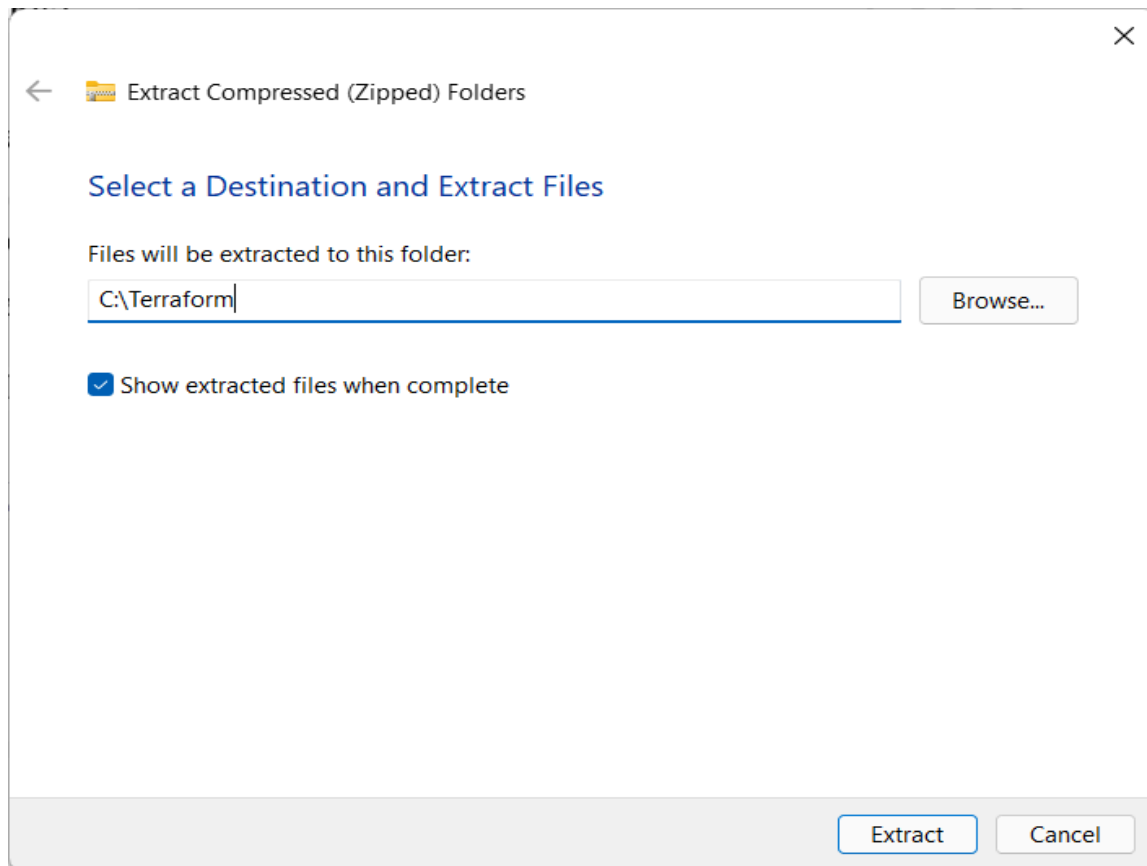 Extract Compressed (Zipped) Folders
Select a Destination and Extract Files
Files will be extracted to this folder:
C:\Terraform
Browse...
Show extracted files when complete
Extract
Cancel